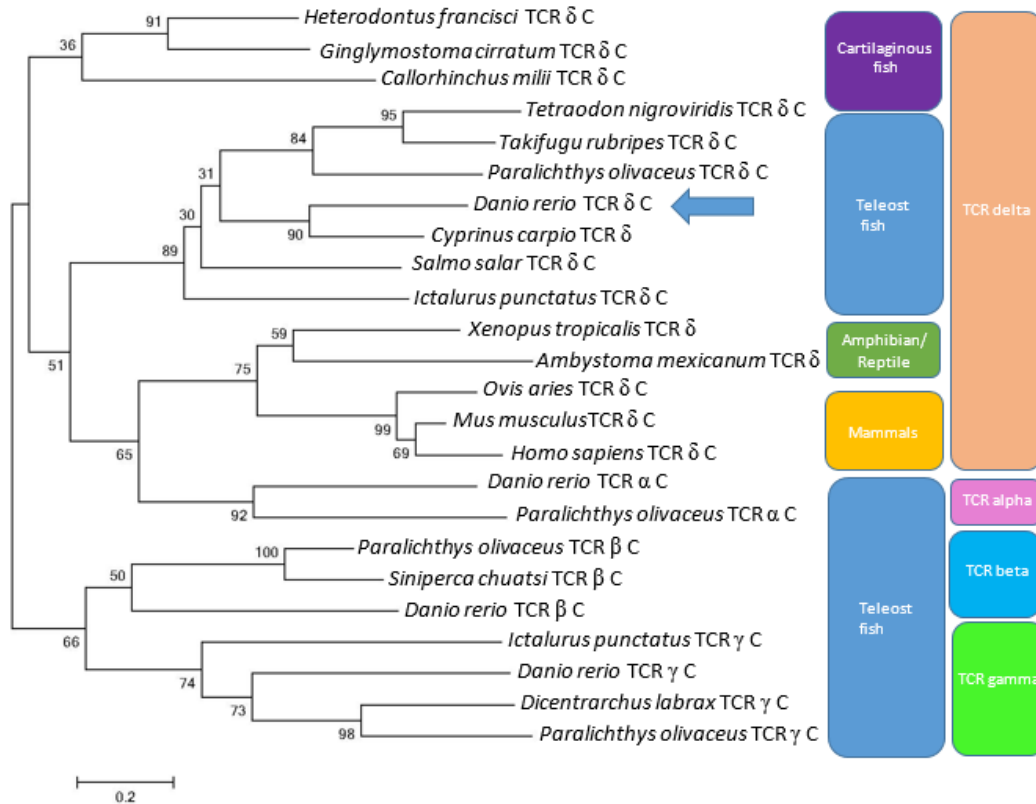 Heterodontus francisci TCR δ C
91
36
Ginglymostoma cirratum TCR δ C
Cartilaginous
fish
Callorhinchus milii TCR δ C
Tetraodon nigroviridis TCR δ C
95
84
Takifugu rubripes TCR δ C
Paralichthys olivaceus TCR δ C
31
Danio rerio TCR δ C
Teleost
fish
TCR delta
30
90
Cyprinus carpio TCR δ
89
Salmo salar TCR δ C
Ictalurus punctatus TCR δ C
Xenopus tropicalis TCR δ
59
Amphibian/
Reptile
51
75
Ambystoma mexicanum TCR δ
Ovis aries TCR δ C
Mus musculusTCR δ C
99
Mammals
65
69
Homo sapiens TCR δ C
Danio rerio TCR α C
TCR alpha
92
Paralichthys olivaceus TCR α C
Paralichthys olivaceus TCR β C
100
50
TCR beta
Siniperca chuatsi TCR β C
Danio rerio TCR β C
Teleost
fish
66
Ictalurus punctatus TCR γ C
74
Danio rerio TCR γ C
TCR gamma
73
Dicentrarchus labrax TCR γ C
98
Paralichthys olivaceus TCR γ C
0.2